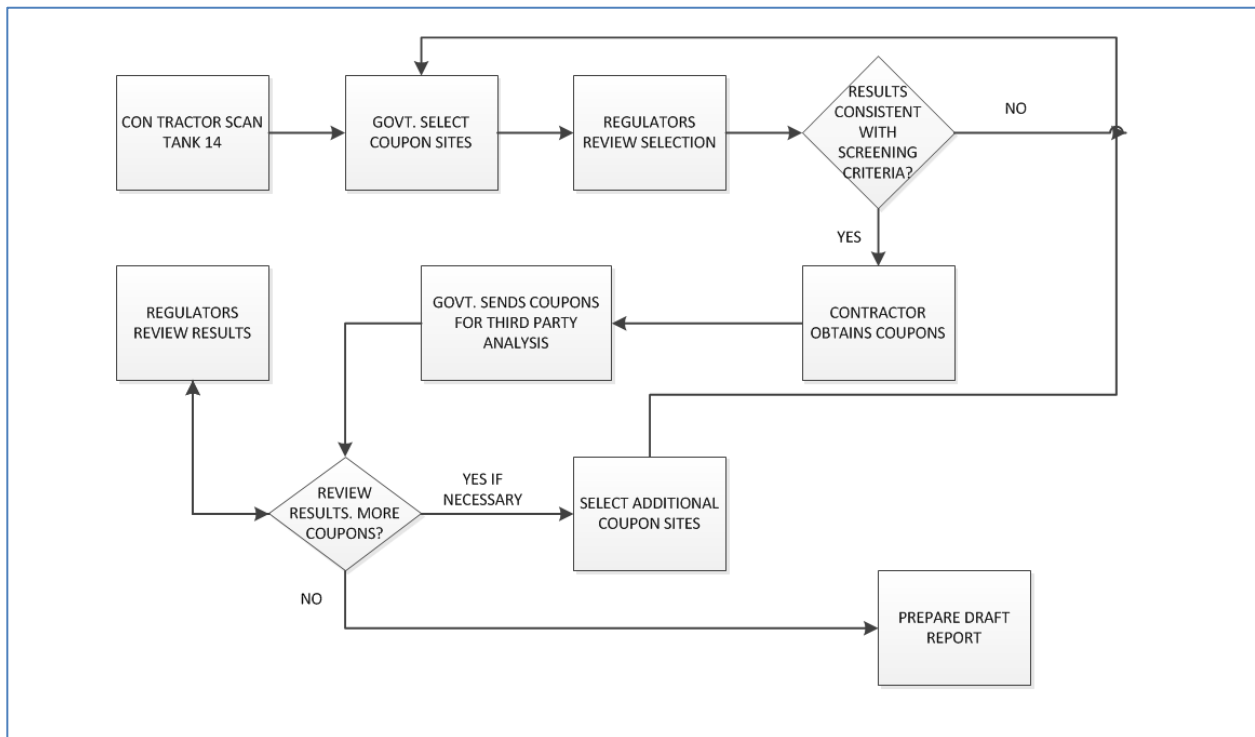 CON TRACTOR SCAN
TANK 14
GOVT. SELECT
COUPON SITES
REGULATORS
REVIEW SELECTION
RESULTS
CONSISTENT
WITH
SCREENING
CRITERIA?
NO
YES
REGULATORS
REVIEW RESULTS
GOVT. SENDS COUPONS
FOR THIRD PARTY
ANALYSIS
CONTRACTOR
OBTAINS COUPONS
REVIEW
RESULTS. MORE
COUPONS?
YES IF
NECESSARY
SELECT ADDITIONAL
COUPON SITES
NO
PREPARE DRAFT
REPORT